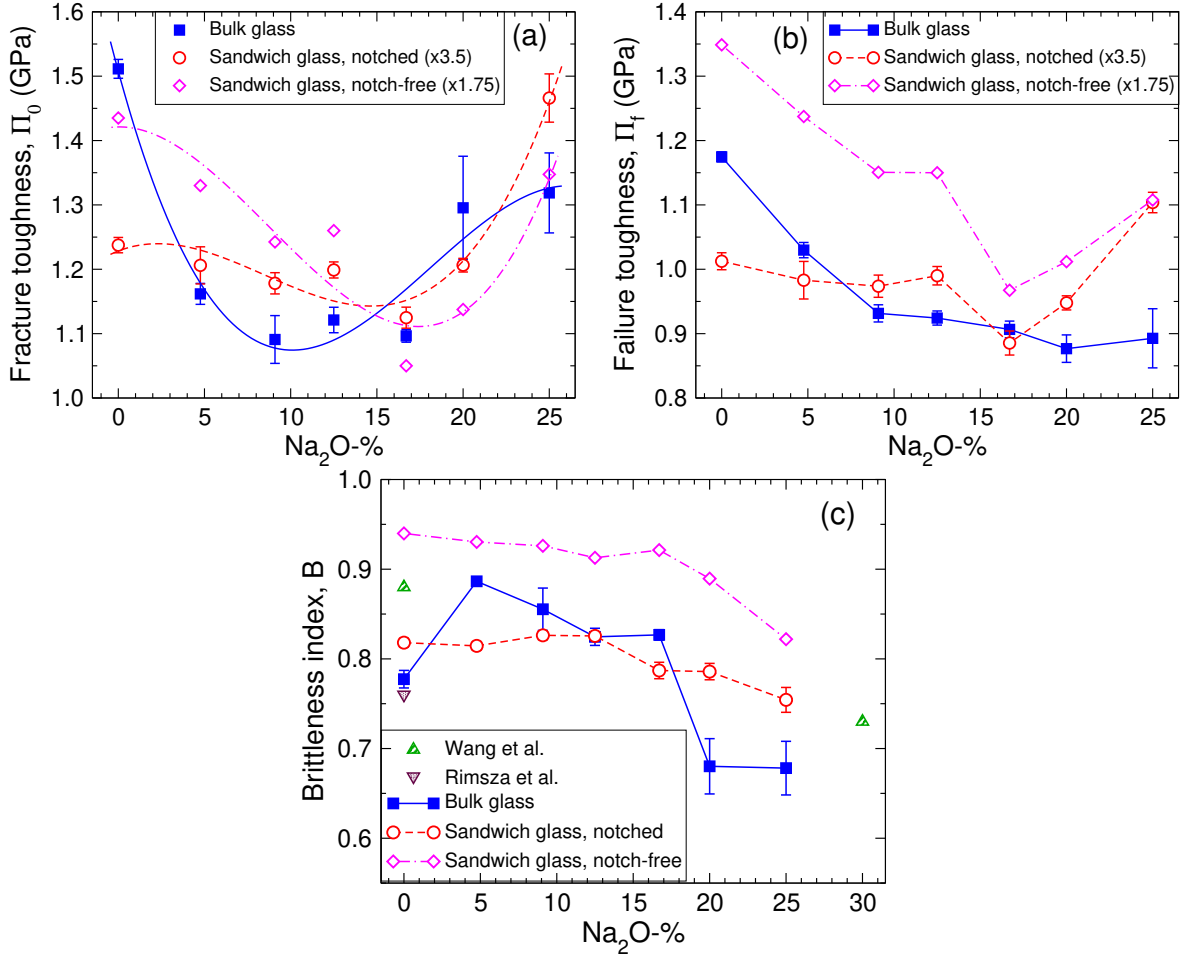 (a)
Bulk glass
Sandwich glass, notched (x3.5)
Sandwich glass, notch-free (x1.75)
Fracture toughness, Π₀ (GPa)
1.6
1.5
1.4
1.3
1.2
1.1
1.0
0 5 10 15 20 25
Na₂O-%
(b)
Bulk glass
Sandwich glass, notched (x3.5)
Sandwich glass, notch-free (x1.75)
Failure toughness, Π_f (GPa)
1.4
1.3
1.2
1.1
1.0
0.9
0.8
0 5 10 15 20 25
Na₂O-%
(c)
Brittleness index, B
1.0
0.9
0.8
0.7
0.6
Wang et al.
Rimsza et al.
Bulk glass
Sandwich glass, notched
Sandwich glass, notch-free
0 5 10 15 20 25 30
Na₂O-%